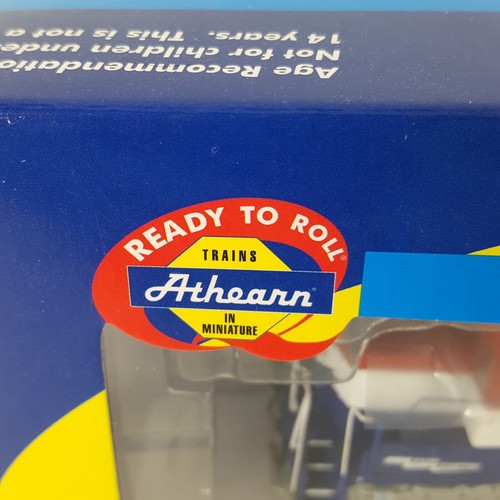 Age Recommendatio
Not for children unde
14 years. This is not a
READY TO ROLL
TRAINS
Athearn
IN
MINIATURE